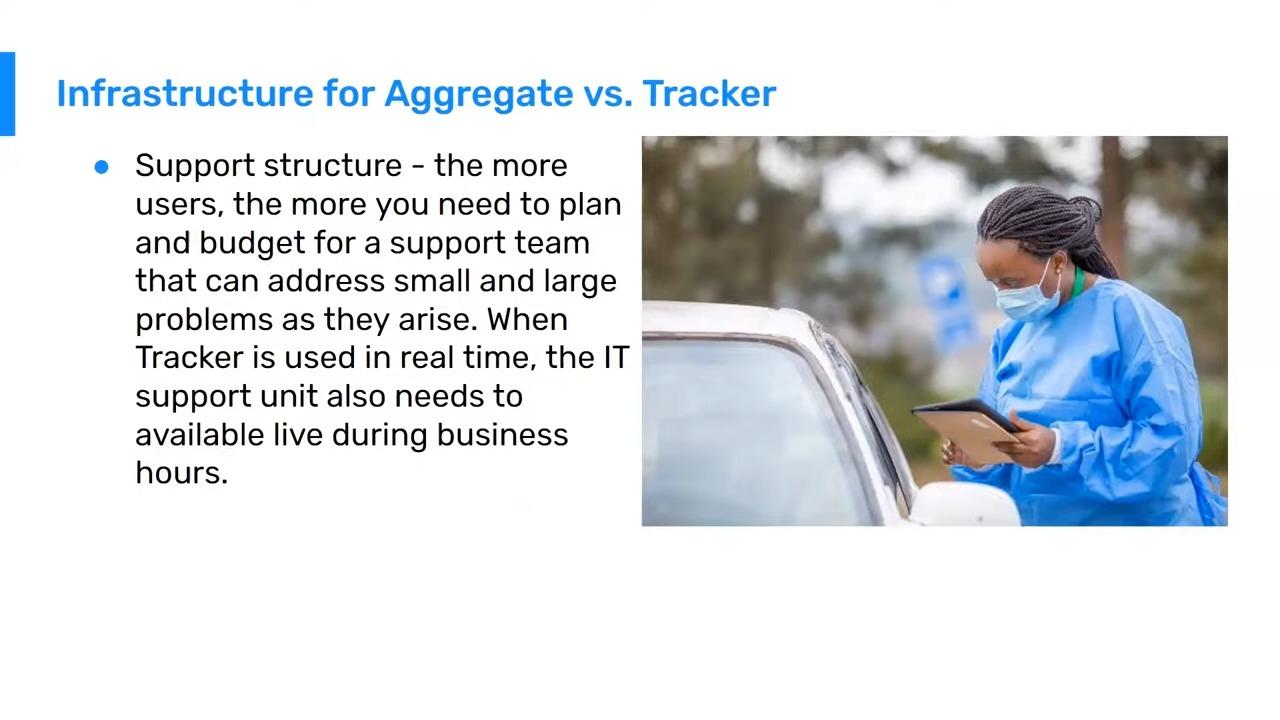 Infrastructure for Aggregate vs. Tracker
● Support structure - the more
users, the more you need to plan
and budget for a support team
that can address small and large
problems as they arise. When
Tracker is used in real time, the IT
support unit also needs to
available live during business
hours.